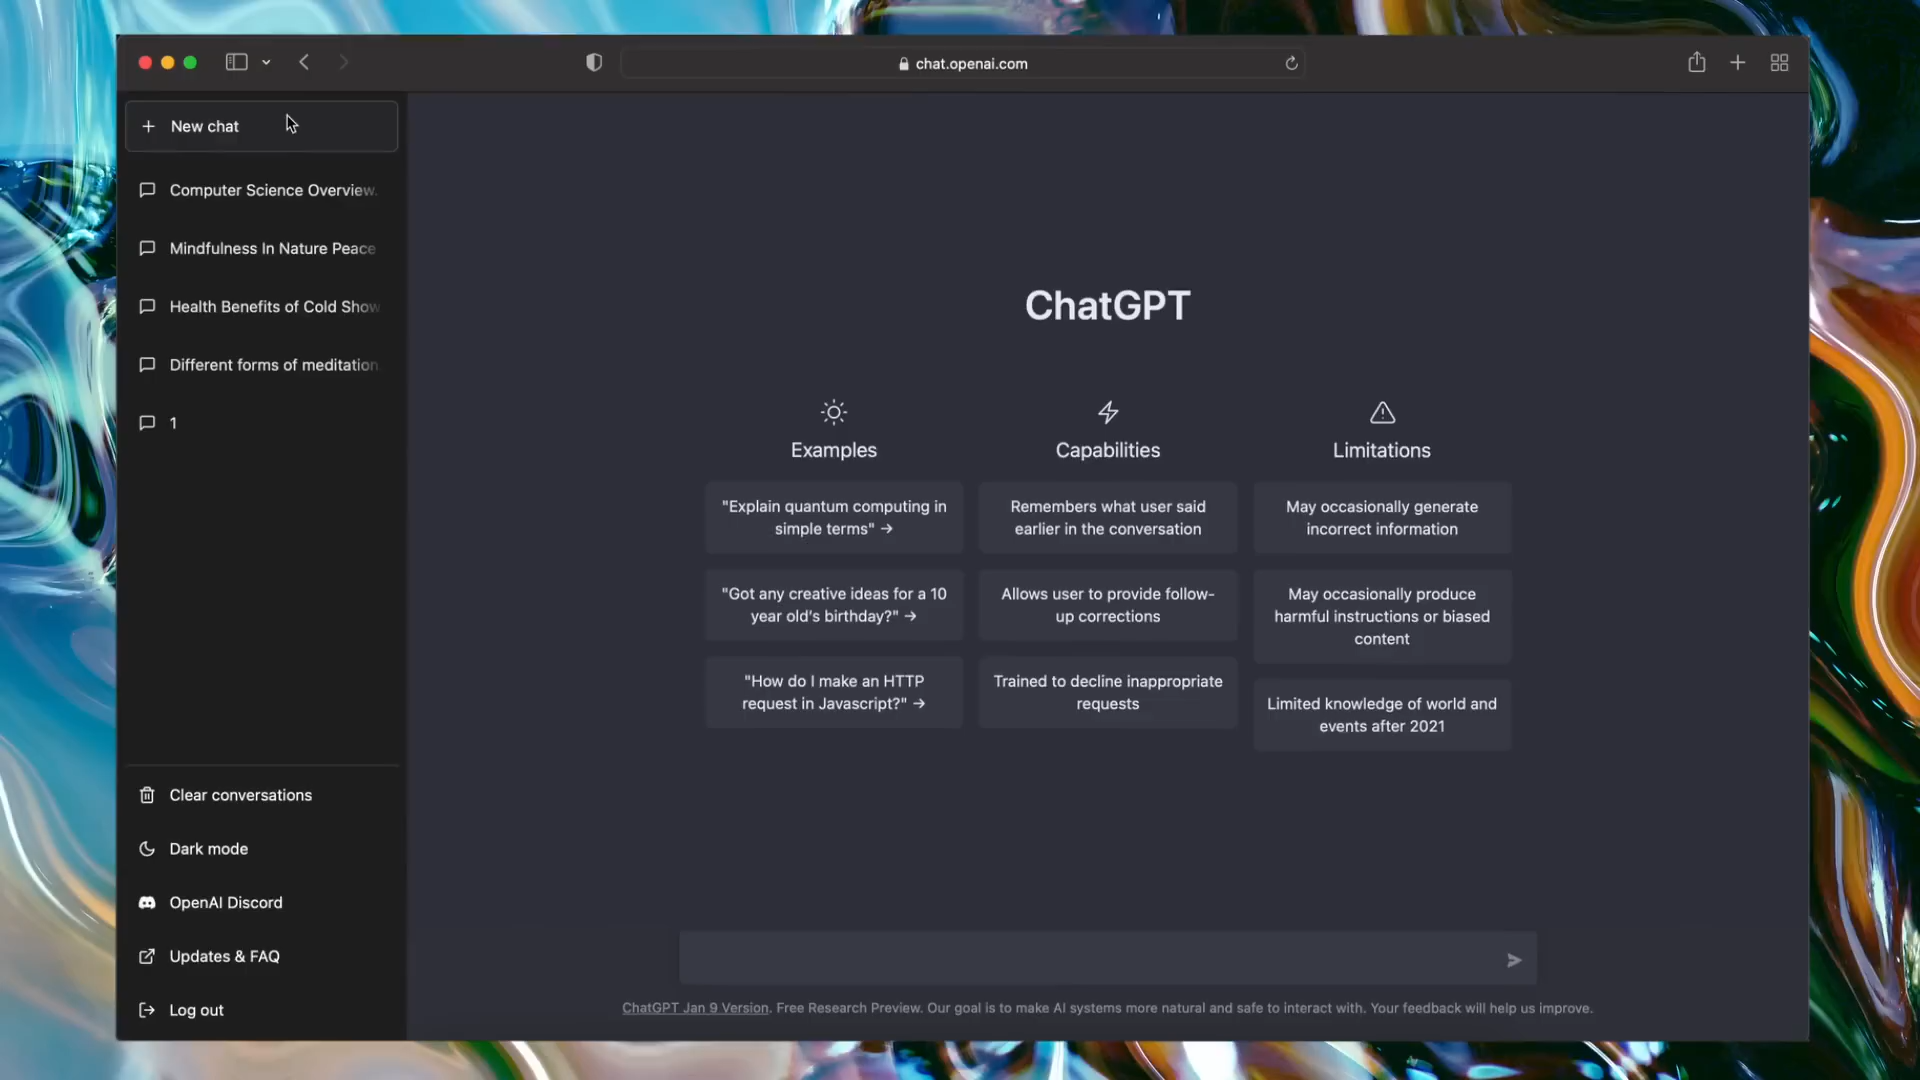 chat.openai.com
New chat
Computer Science Overview.
Mindfulness In Nature Peace
Health Benefits of Cold Show
Different forms of meditation
1
Clear conversations
Dark mode
OpenAI Discord
Updates & FAQ
Log out
ChatGPT
Examples
"Explain quantum computing in
simple terms" →
"Got any creative ideas for a 10
year old's birthday?" →
"How do I make an HTTP
request in Javascript?" →
Capabilities
Remembers what user said
earlier in the conversation
Allows user to provide follow-
up corrections
Trained to decline inappropriate
requests
Limitations
May occasionally generate
incorrect information
May occasionally produce
harmful instructions or biased
content
Limited knowledge of world and
events after 2021
ChatGPT Jan 9 Version. Free Research Preview. Our goal is to make AI systems more natural and safe to interact with. Your feedback will help us improve.